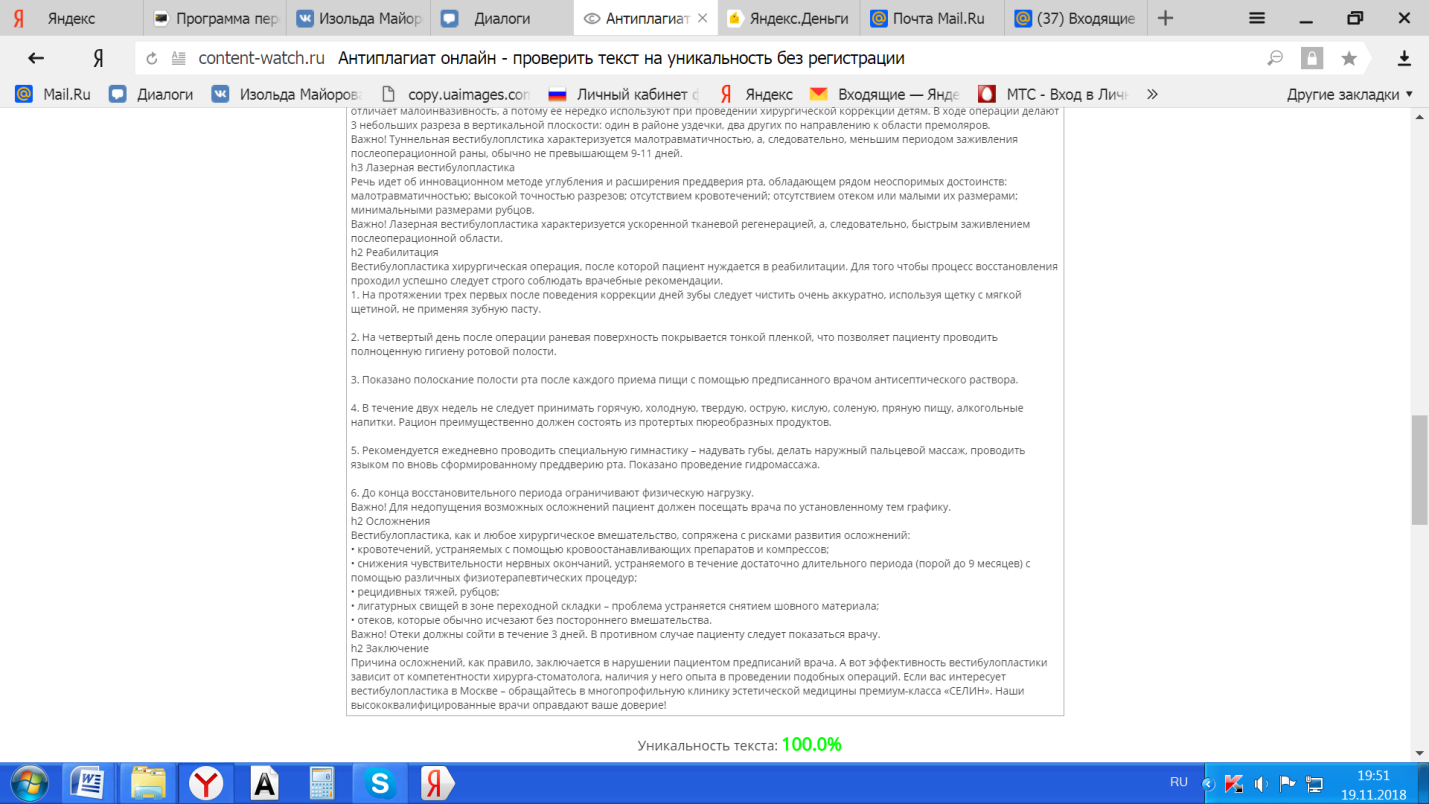 Яндекс
Программа пер
Изольда Майор
Диалоги
Антиплагиат
Яндекс.Деньги
Почта Mail.Ru
(37) Входящие
content-watch.ru Антиплагиат онлайн - проверить текст на уникальность без регистрации
Mail.Ru
Диалоги
Изольда Майорова
copy.uaimages.com
Личный кабинет ф
Яндекс
Входящие — Янде
МТС - Вход в Личн
Другие закладки
отличает малоинвазивность, а потому ее нередко используют при проведении хирургической коррекции детям. В ходе операции делают
3 небольших разреза в вертикальной плоскости: один в районе уздечки, два других по направлению к области премоляров.
Важно! Туннельная вестибулоплстика характеризуется малотравматичностью, а, следовательно, меньшим периодом заживления
послеоперационной раны, обычно не превышающем 9-11 дней.
h3 Лазерная вестибулопластика
Речь идет об инновационном методе углубления и расширения преддверия рта, обладающем рядом неоспоримых достоинств:
малотравматичностью; высокой точностью разрезов; отсутствием кровотечений; отсутствием отеком или малыми их размерами;
минимальными размерами рубцов.
Важно! Лазерная вестибулопластика характеризуется ускоренной тканевой регенерацией, а, следовательно, быстрым заживлением
послеоперационной области.
h2 Реабилитация
Вестибулопластика хирургическая операция, после которой пациент нуждается в реабилитации. Для того чтобы процесс восстановления
проходил успешно следует строго соблюдать врачебные рекомендации.
1. На протяжении трех первых после поведения коррекции дней зубы следует чистить очень аккуратно, используя щетку с мягкой
щетиной, не применяя зубную пасту.
2. На четвертый день после операции раневая поверхность покрывается тонкой пленкой, что позволяет пациенту проводить
полноценную гигиену ротовой полости.
3. Показано полоскание полости рта после каждого приема пищи с помощью предписанного врачом антисептического раствора.
4. В течение двух недель не следует принимать горячую, холодную, твердую, острую, кислую, соленую, пряную пищу, алкогольные
напитки. Рацион преимущественно должен состоять из протертых пюреобразных продуктов.
5. Рекомендуется ежедневно проводить специальную гимнастику – надувать губы, делать наружный пальцевой массаж, проводить
языком по вновь сформированному преддверию рта. Показано проведение гидромассажа.
6. До конца восстановительного периода ограничивают физическую нагрузку.
Важно! Для недопущения возможных осложнений пациент должен посещать врача по установленному тем графику.
h2 Осложнения
Вестибулопластика, как и любое хирургическое вмешательство, сопряжена с рисками развития осложнений:
• кровотечений, устраняемых с помощью кровоостанавливающих препаратов и компрессов;
• снижения чувствительности нервных окончаний, устраняемого в течение достаточно длительного периода (порой до 9 месяцев) с
помощью различных физиотерапевтических процедур;
• рецидивных тяжей, рубцов;
• лигатурных свищей в зоне переходной складки – проблема устраняется снятием шовного материала;
• отеков, которые обычно исчезают без постороннего вмешательства.
Важно! Отеки должны сойти в течение 3 дней. В противном случае пациенту следует показаться врачу.
h2 Заключение
Причина осложнений, как правило, заключается в нарушении пациентом предписаний врача. А вот эффективность вестибулопластики
зависит от компетентности хирурга-стоматолога, наличия у него опыта в проведении подобных операций. Если вас интересует
вестибулопластика в Москве – обращайтесь в многопрофильную клинику эстетической медицины премиум-класса «СЕЛИН». Наши
высококвалифицированные врачи оправдают ваше доверие!
Уникальность текста: 100.0%
RU
19:51
19.11.2018